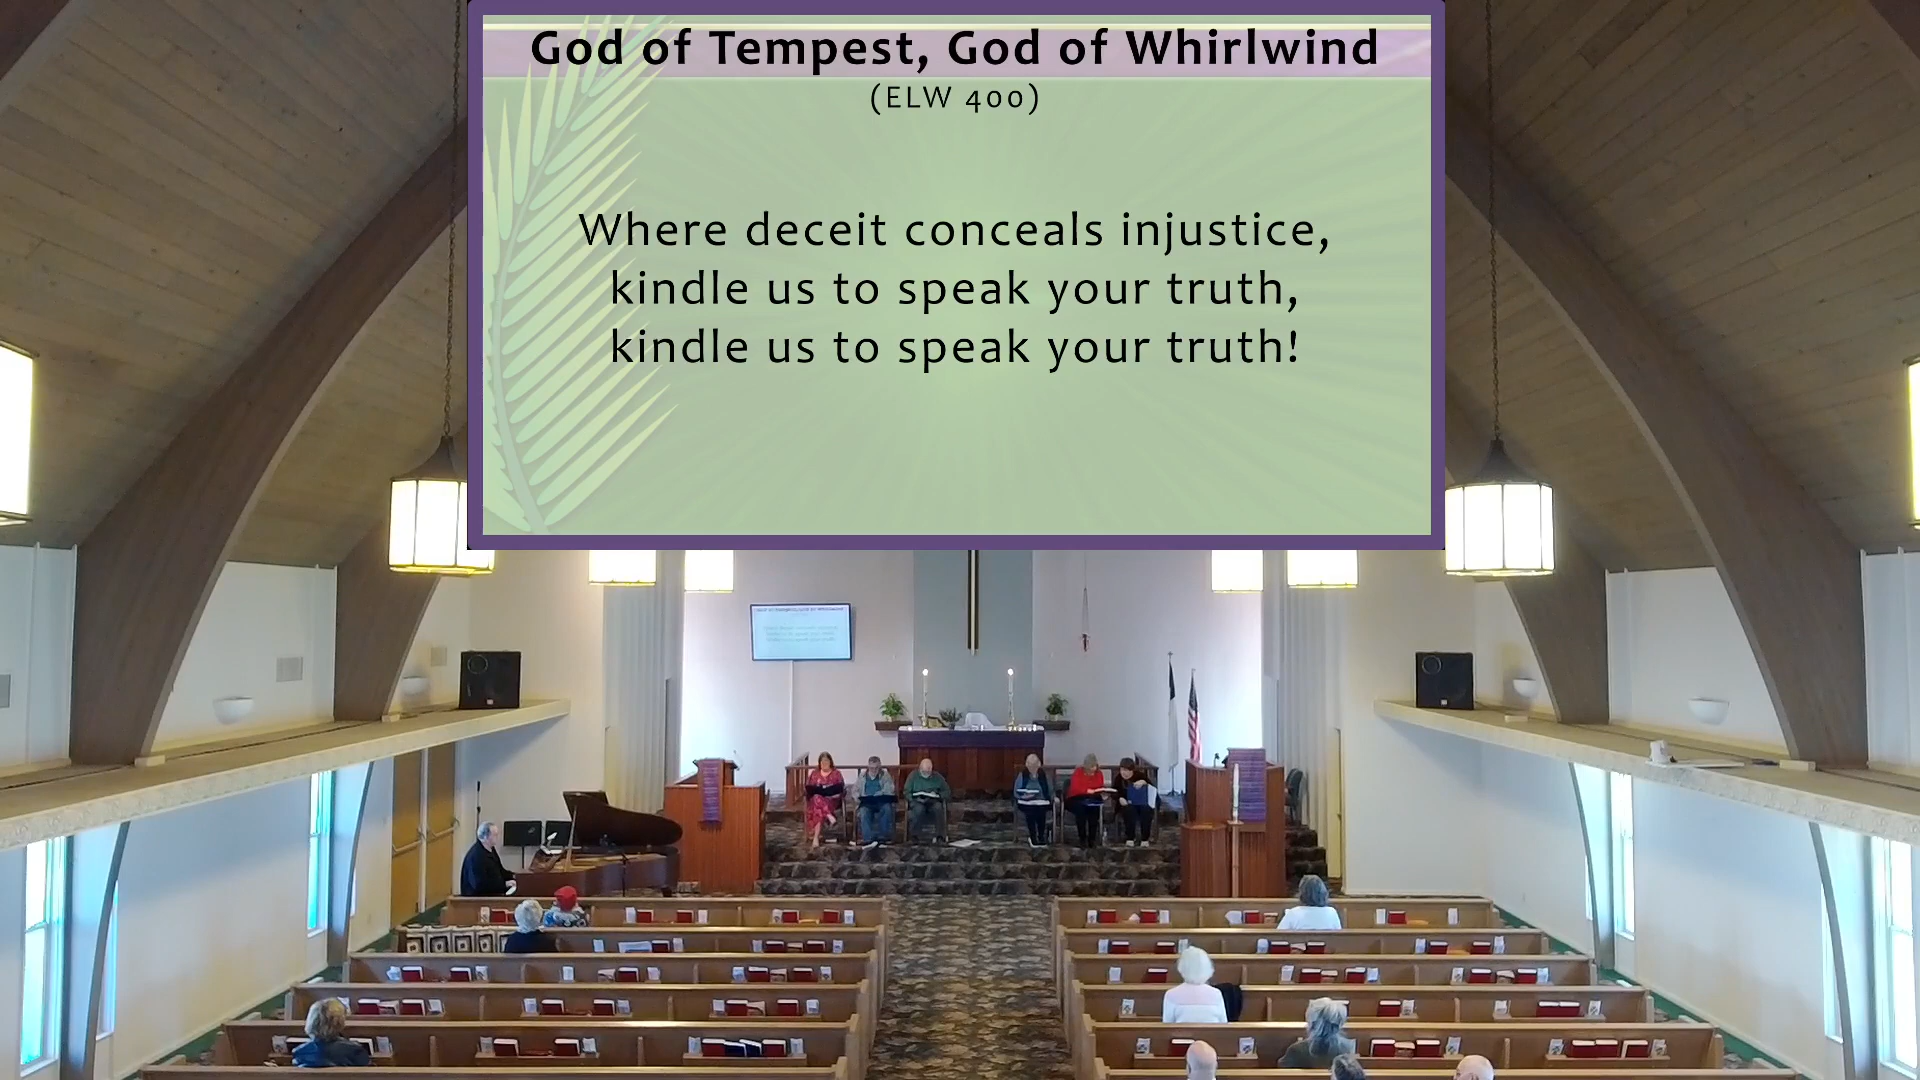 God of Tempest, God of Whirlwind
(ELW 400)
Where deceit conceals injustice,
kindle us to speak your truth,
kindle us to speak your truth!